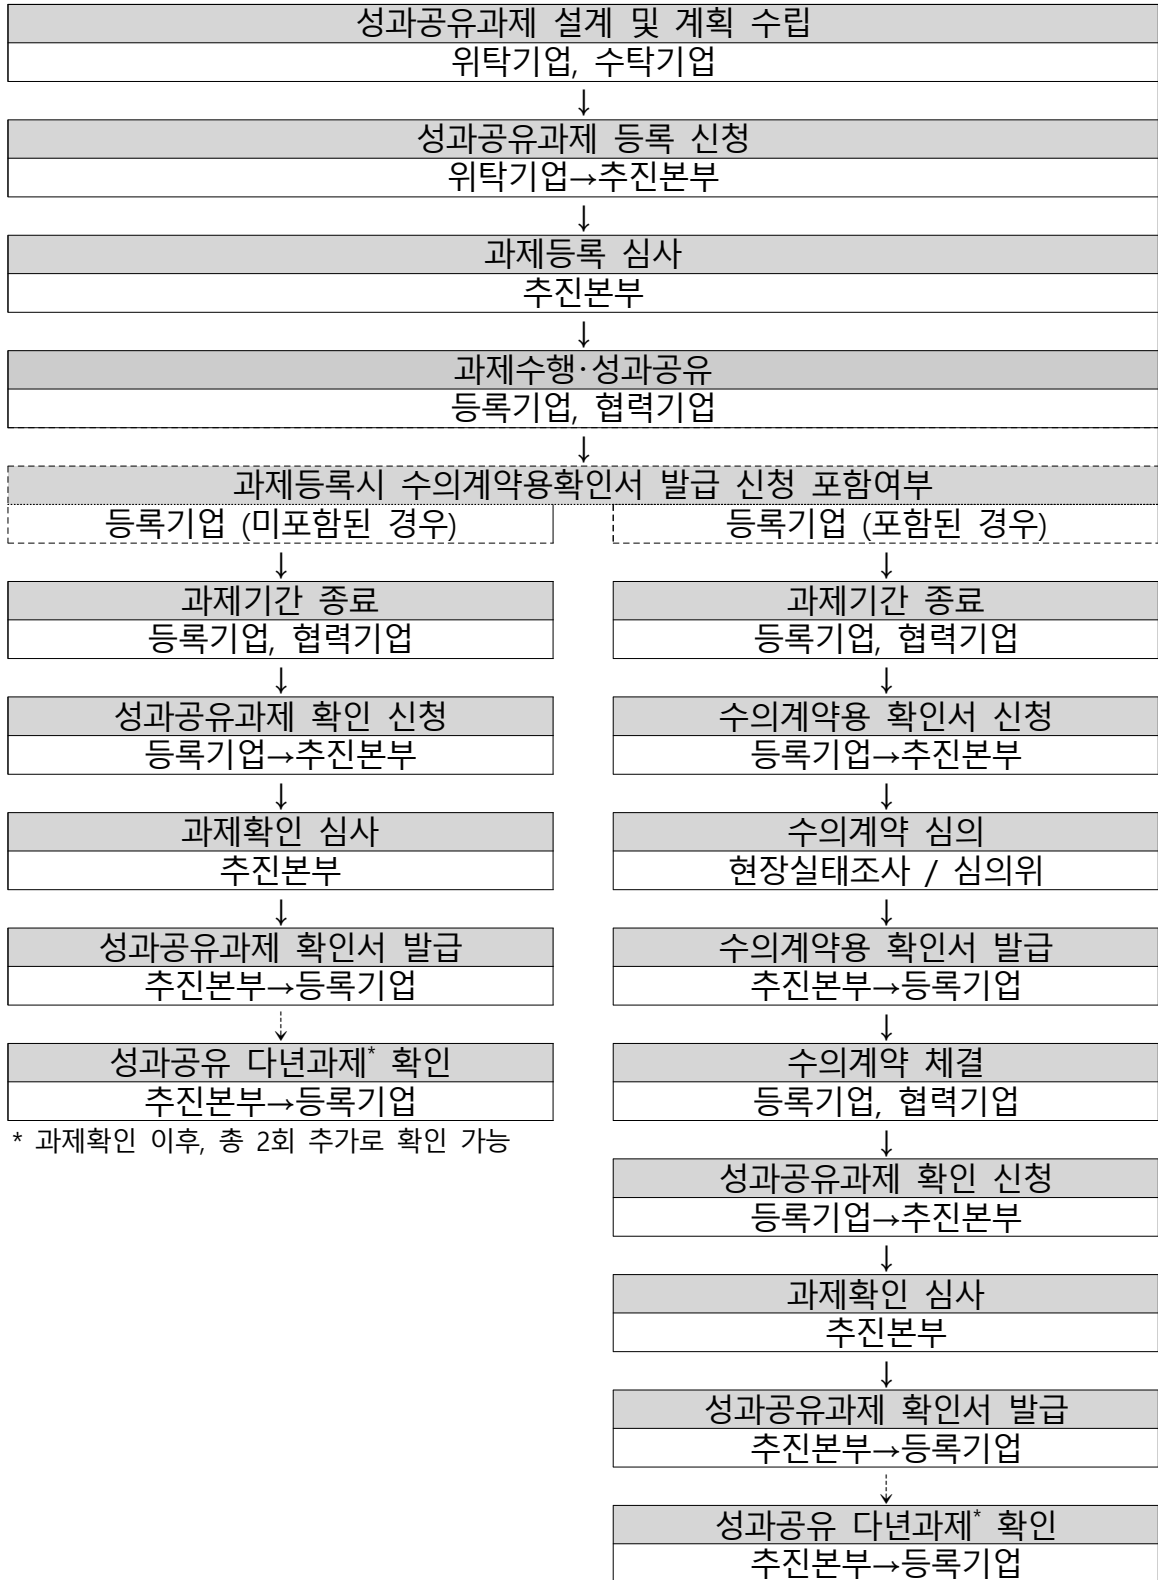 성과공유과제 설계 및 계획 수립
위탁기업, 수탁기업
↓
성과공유과제 등록 신청
위탁기업→추진본부
↓
과제등록 심사
추진본부
↓
과제수행·성과공유
등록기업, 협력기업
↓
과제등록시 수의계약용확인서 발급 신청 포함여부
등록기업 (미포함된 경우)
↓
과제기간 종료
등록기업, 협력기업
↓
성과공유과제 확인 신청
등록기업→추진본부
↓
과제확인 심사
추진본부
↓
성과공유과제 확인서 발급
추진본부→등록기업
↓
성과공유 다년과제* 확인
추진본부→등록기업
* 과제확인 이후, 총 2회 추가로 확인 가능
등록기업 (포함된 경우)
↓
과제기간 종료
등록기업, 협력기업
↓
수의계약용 확인서 신청
등록기업→추진본부
↓
수의계약 심의
현장실태조사 / 심의위
↓
수의계약용 확인서 발급
추진본부→등록기업
↓
수의계약 체결
등록기업, 협력기업
↓
성과공유과제 확인 신청
등록기업→추진본부
↓
과제확인 심사
추진본부
↓
성과공유과제 확인서 발급
추진본부→등록기업
↓
성과공유 다년과제* 확인
추진본부→등록기업